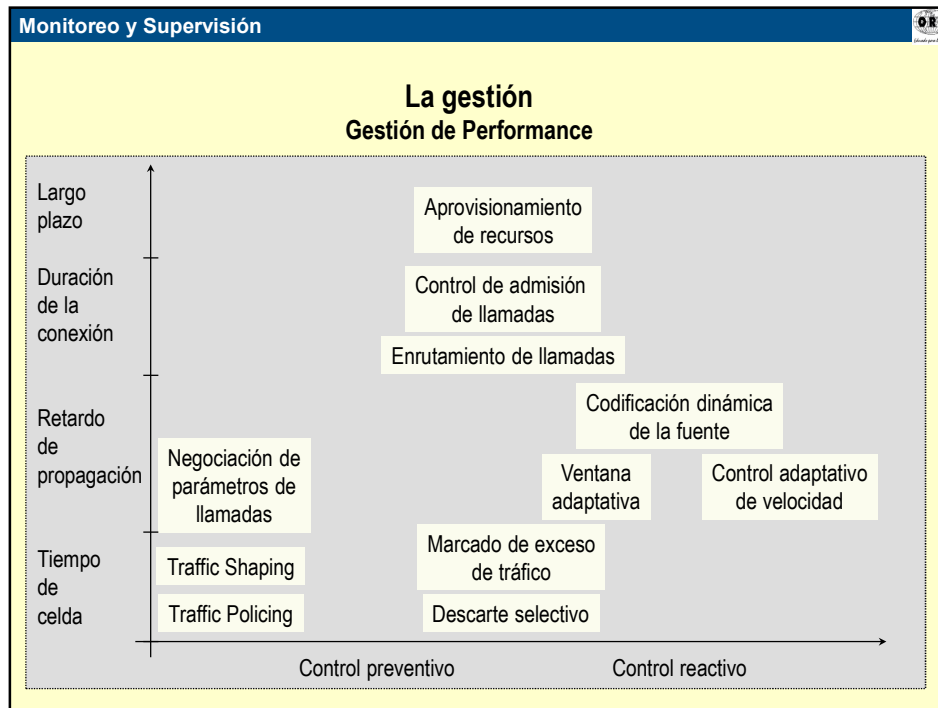 Monitoreo y Supervisión
La gestión
Gestión de Performance
Largo
plazo
Aprovisionamiento
de recursos
Duración
de la
conexión
Control de admisión
de llamadas
Enrutamiento de llamadas
Retardo
de
propagación
Codificación dinámica
de la fuente
Negociación de
parámetros de
llamadas
Ventana
adaptativa
Control adaptativo
de velocidad
Tiempo
de
celda
Traffic Shaping
Marcado de exceso
de tráfico
Traffic Policing
Descarte selectivo
Control preventivo
Control reactivo